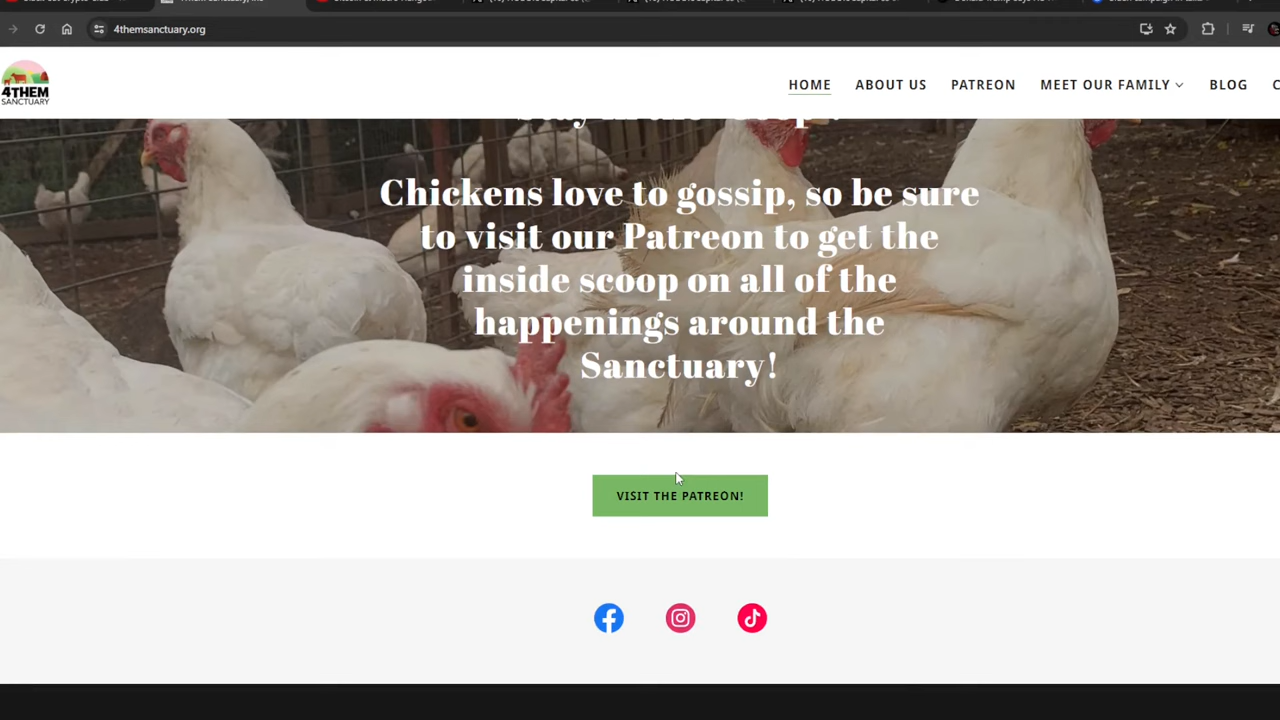 4themsanctuary.org
4THEM
SANCTUARY
HOME
ABOUT US
PATREON
MEET OUR FAMILY
BLOG
Chickens love to gossip, so be sure
to visit our Patreon to get the
inside scoop on all of the
happenings around the
Sanctuary!
VISIT THE PATREON!